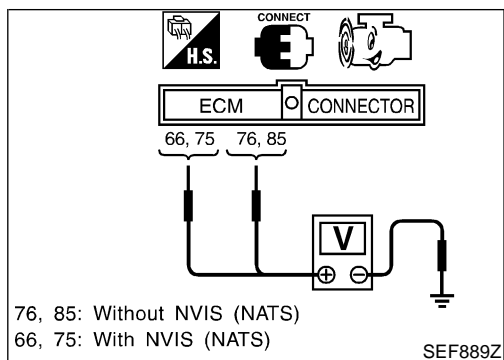 CONNECT
H.S.
ECM CONNECTOR
66, 75 76, 85
V
+ −
76, 85: Without NVIS (NATS)
66, 75: With NVIS (NATS)
SEF889Z